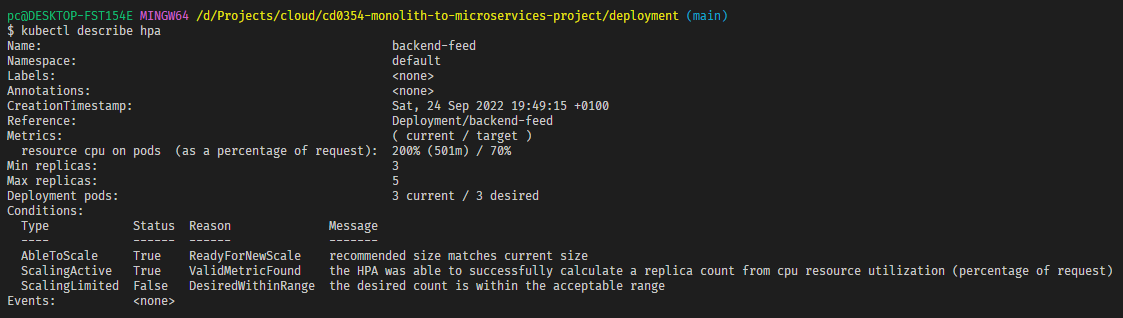 pc@DESKTOP-FST154E MINGW64 /d/Projects/cloud/cd0354-monolith-to-microservices-project/deployment (main)
$ kubectl describe hpa
Name:                                                  backend-feed
Namespace:                                             default
Labels:                                                <none>
Annotations:                                           <none>
CreationTimestamp:                                     Sat, 24 Sep 2022 19:49:15 +0100
Reference:                                             Deployment/backend-feed
Metrics:                                               ( current / target )
  resource cpu on pods  (as a percentage of request):  200% (501m) / 70%
Min replicas:                                          3
Max replicas:                                          5
Deployment pods:                                       3 current / 3 desired
Conditions:
  Type            Status  Reason              Message
  ----            ------  ------              -------
  AbleToScale     True    ReadyForNewScale    recommended size matches current size
  ScalingActive   True    ValidMetricFound    the HPA was able to successfully calculate a replica count from cpu resource utilization (percentage of request)
  ScalingLimited  False   DesiredWithinRange  the desired count is within the acceptable range
Events:           <none>